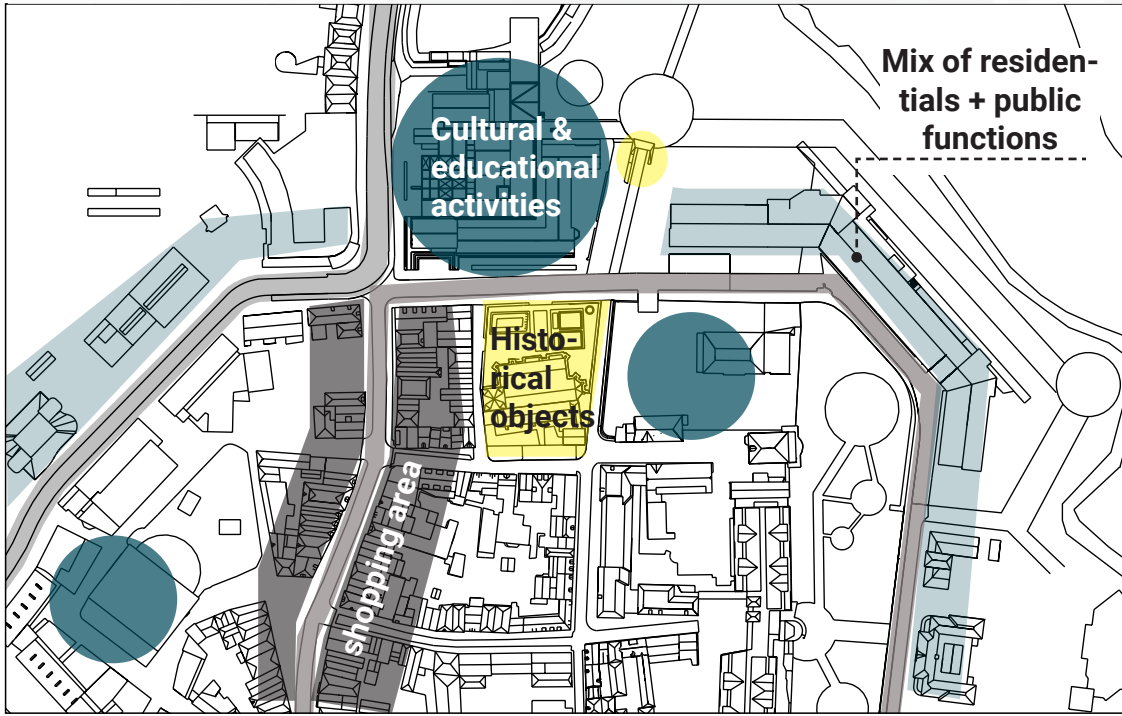 Mix of residen-
tials + public
functions
Cultural &
educational
activities
Histo-
rical
objects
shopping area